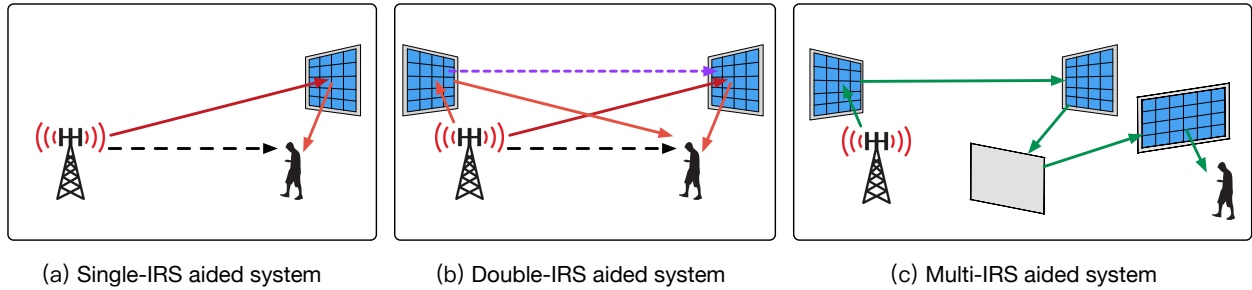 (a) Single-IRS aided system
(b) Double-IRS aided system
(c) Multi-IRS aided system